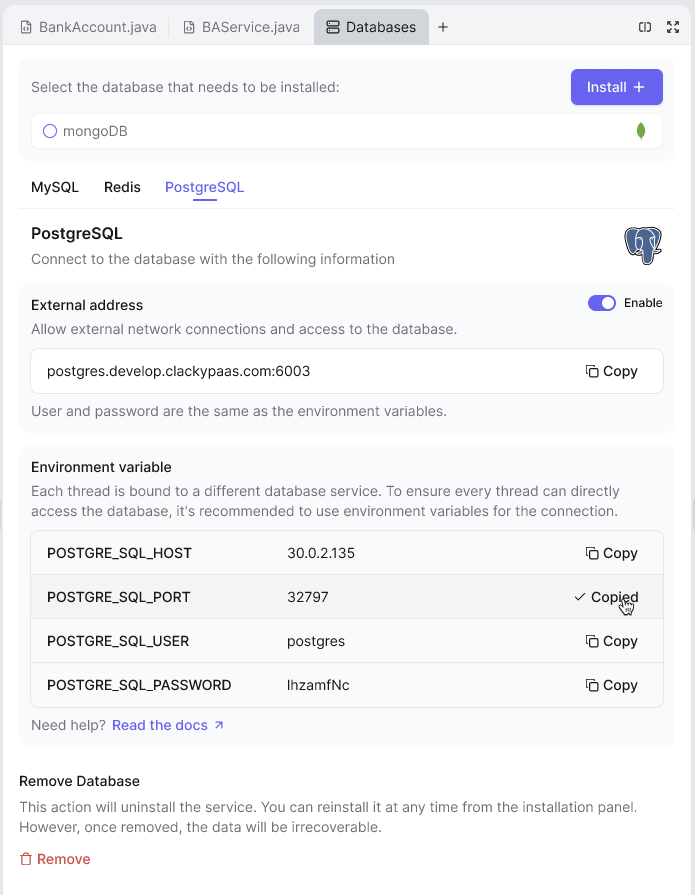 BankAccount.java BAService.java Databases +
Select the database that needs to be installed: Install +
mongoDB
MySQL Redis PostgreSQL
PostgreSQL
Connect to the database with the following information
External address Enable
Allow external network connections and access to the database.
postgres.develop.clackypaas.com:6003 Copy
User and password are the same as the environment variables.
Environment variable
Each thread is bound to a different database service. To ensure every thread can directly
access the database, it's recommended to use environment variables for the connection.
POSTGRE_SQL_HOST 30.0.2.135 Copy
POSTGRE_SQL_PORT 32797 Copied
POSTGRE_SQL_USER postgres Copy
POSTGRE_SQL_PASSWORD lhzamfNc Copy
Need help? Read the docs ↗
Remove Database
This action will uninstall the service. You can reinstall it at any time from the installation panel.
However, once removed, the data will be irrecoverable.
Remove